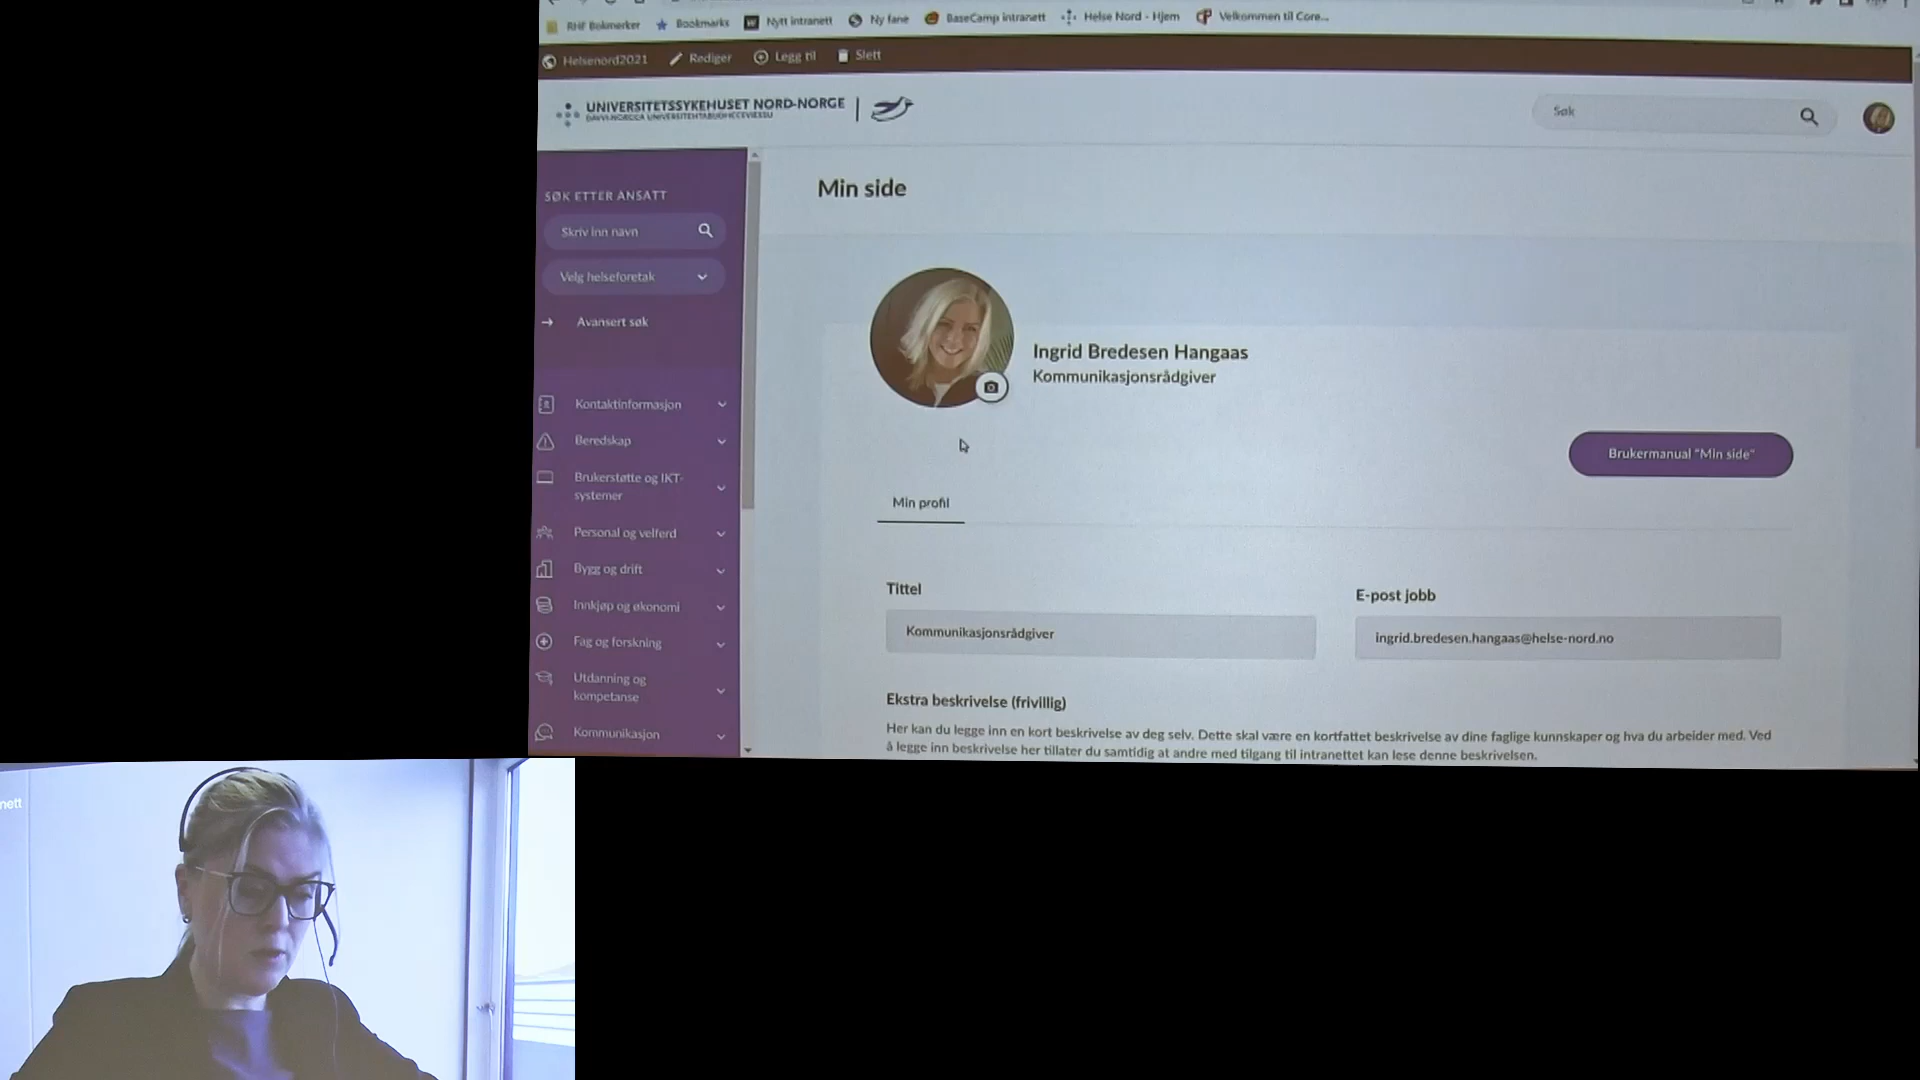 RHF Bokmerker
Bookmarks
Nytt intranett
Ny fane
BaseCamp intranett
Helse Nord - Hjem
Velkommen til Core...
Helsenord2021
Rediger
Legg til
Slett
UNIVERSITETSSYKEHUSET NORD-NORGE
Søk
SØK ETTER ANSATT
Skriv inn navn
Velg helseforetak
Avansert søk
Kontaktinformasjon
Beredskap
Brukerstøtte og IKT-
systemer
Personal og velferd
Bygg og drift
Innkjøp og økonomi
Fag og forskning
Utdanning og
kompetanse
Kommunikasjon
Min side
Ingrid Bredesen Hangaas
Kommunikasjonsrådgiver
Brukermanual "Min side"
Min profil
Tittel
Kommunikasjonsrådgiver
E-post jobb
ingrid.bredesen.hangaas@helse-nord.no
Ekstra beskrivelse (frivillig)
Her kan du legge inn en kort beskrivelse av deg selv. Dette skal være en kortfattet beskrivelse av dine faglige kunnskaper og hva du arbeider med. Ved
å legge inn beskrivelse her tillater du samtidig at andre med tilgang til intranettet kan lese denne beskrivelsen.
nett